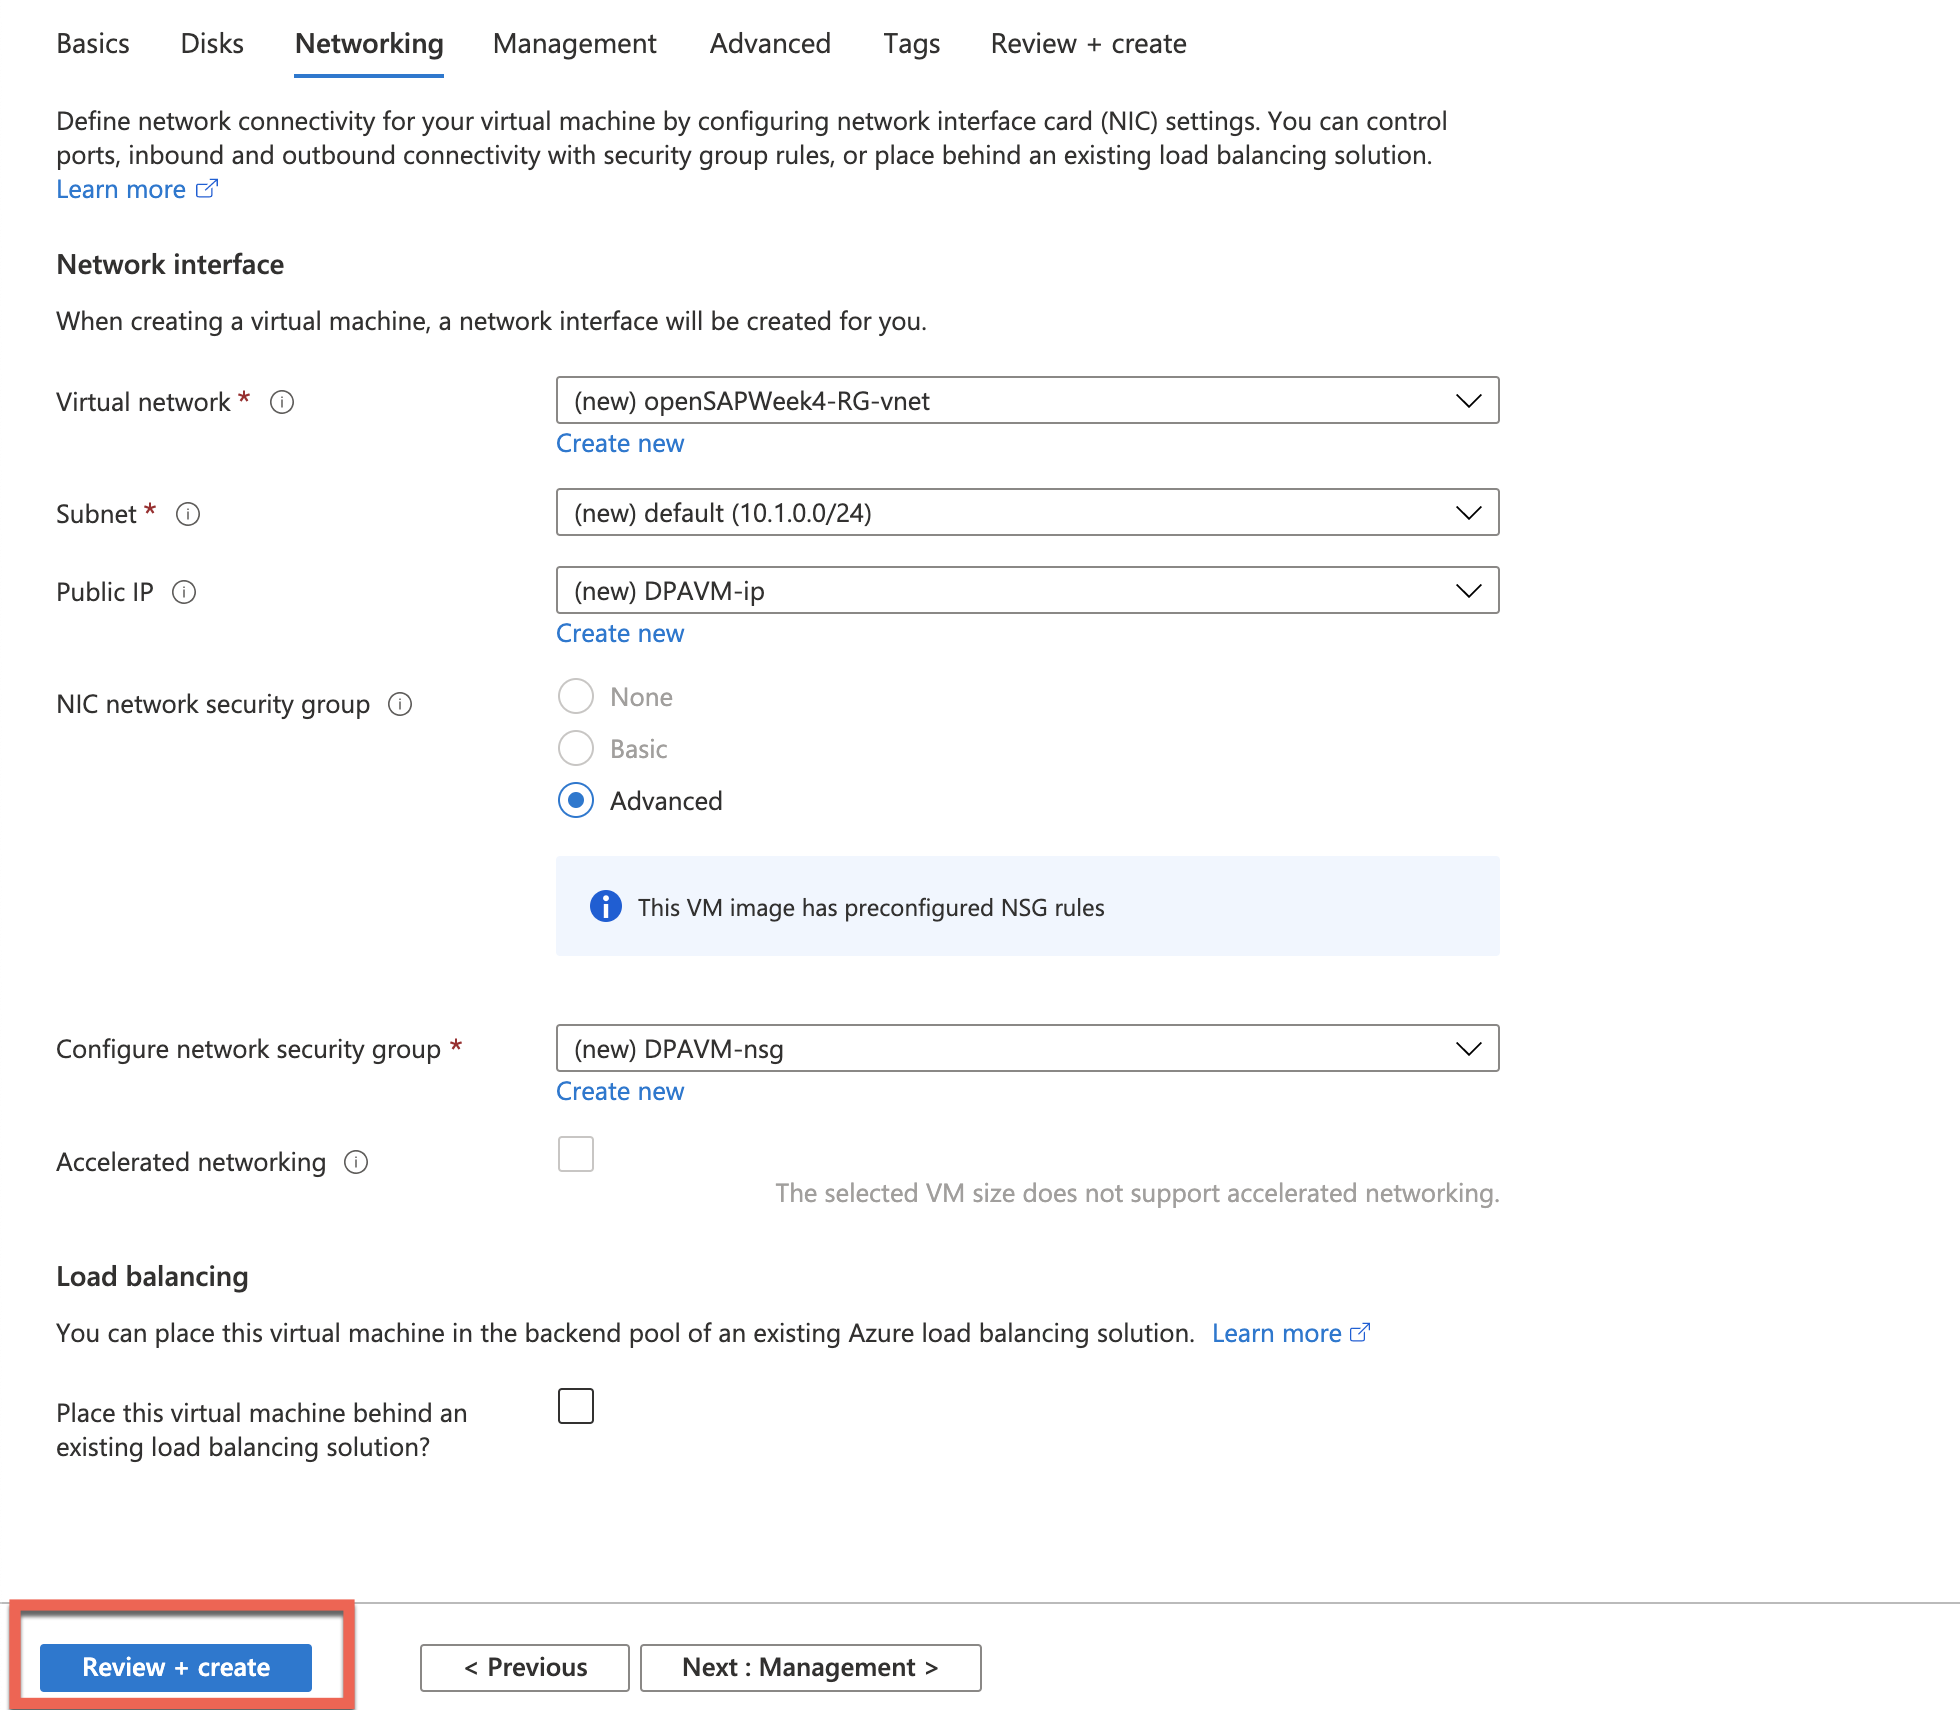 Basics Disks Networking Management Advanced Tags Review + create
Define network connectivity for your virtual machine by configuring network interface card (NIC) settings. You can control
ports, inbound and outbound connectivity with security group rules, or place behind an existing load balancing solution.
Learn more
Network interface
When creating a virtual machine, a network interface will be created for you.
Virtual network * (new) openSAPWeek4-RG-vnet
Create new
Subnet * (new) default (10.1.0.0/24)
Public IP (new) DPAVM-ip
Create new
NIC network security group None
Basic
Advanced
This VM image has preconfigured NSG rules
Configure network security group * (new) DPAVM-nsg
Create new
Accelerated networking
The selected VM size does not support accelerated networking.
Load balancing
You can place this virtual machine in the backend pool of an existing Azure load balancing solution. Learn more
Place this virtual machine behind an
existing load balancing solution?
Review + create < Previous Next : Management >